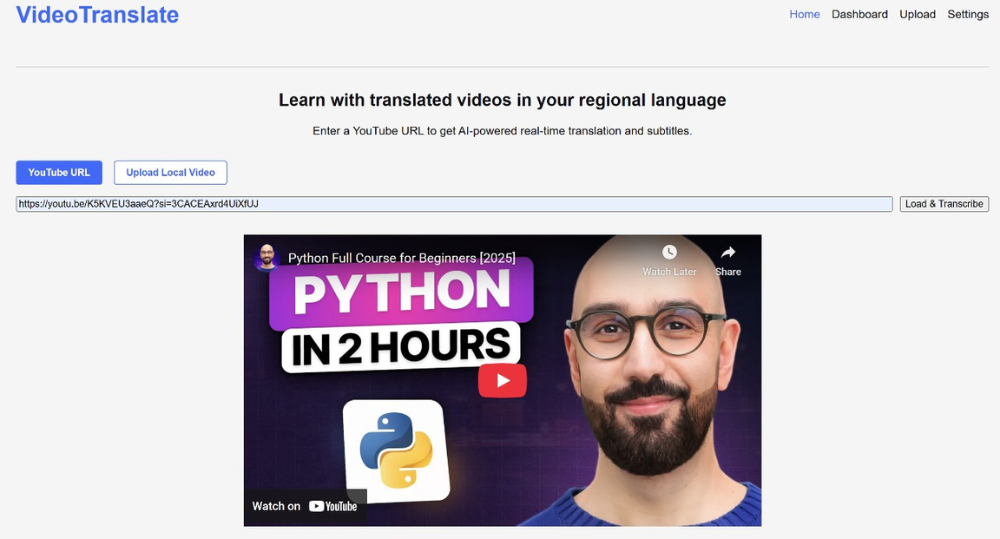 VideoTranslate
Home Dashboard Upload Settings
Learn with translated videos in your regional language
Enter a YouTube URL to get AI-powered real-time translation and subtitles.
YouTube URL Upload Local Video
https://youtu.be/K5KVEU3aaeQ?si=3CACEAxrd4UiXfUJ Load & Transcribe
Python Full Course for Beginners [2025]
Watch Later Share
PYTHON
IN 2 HOURS
Watch on YouTube